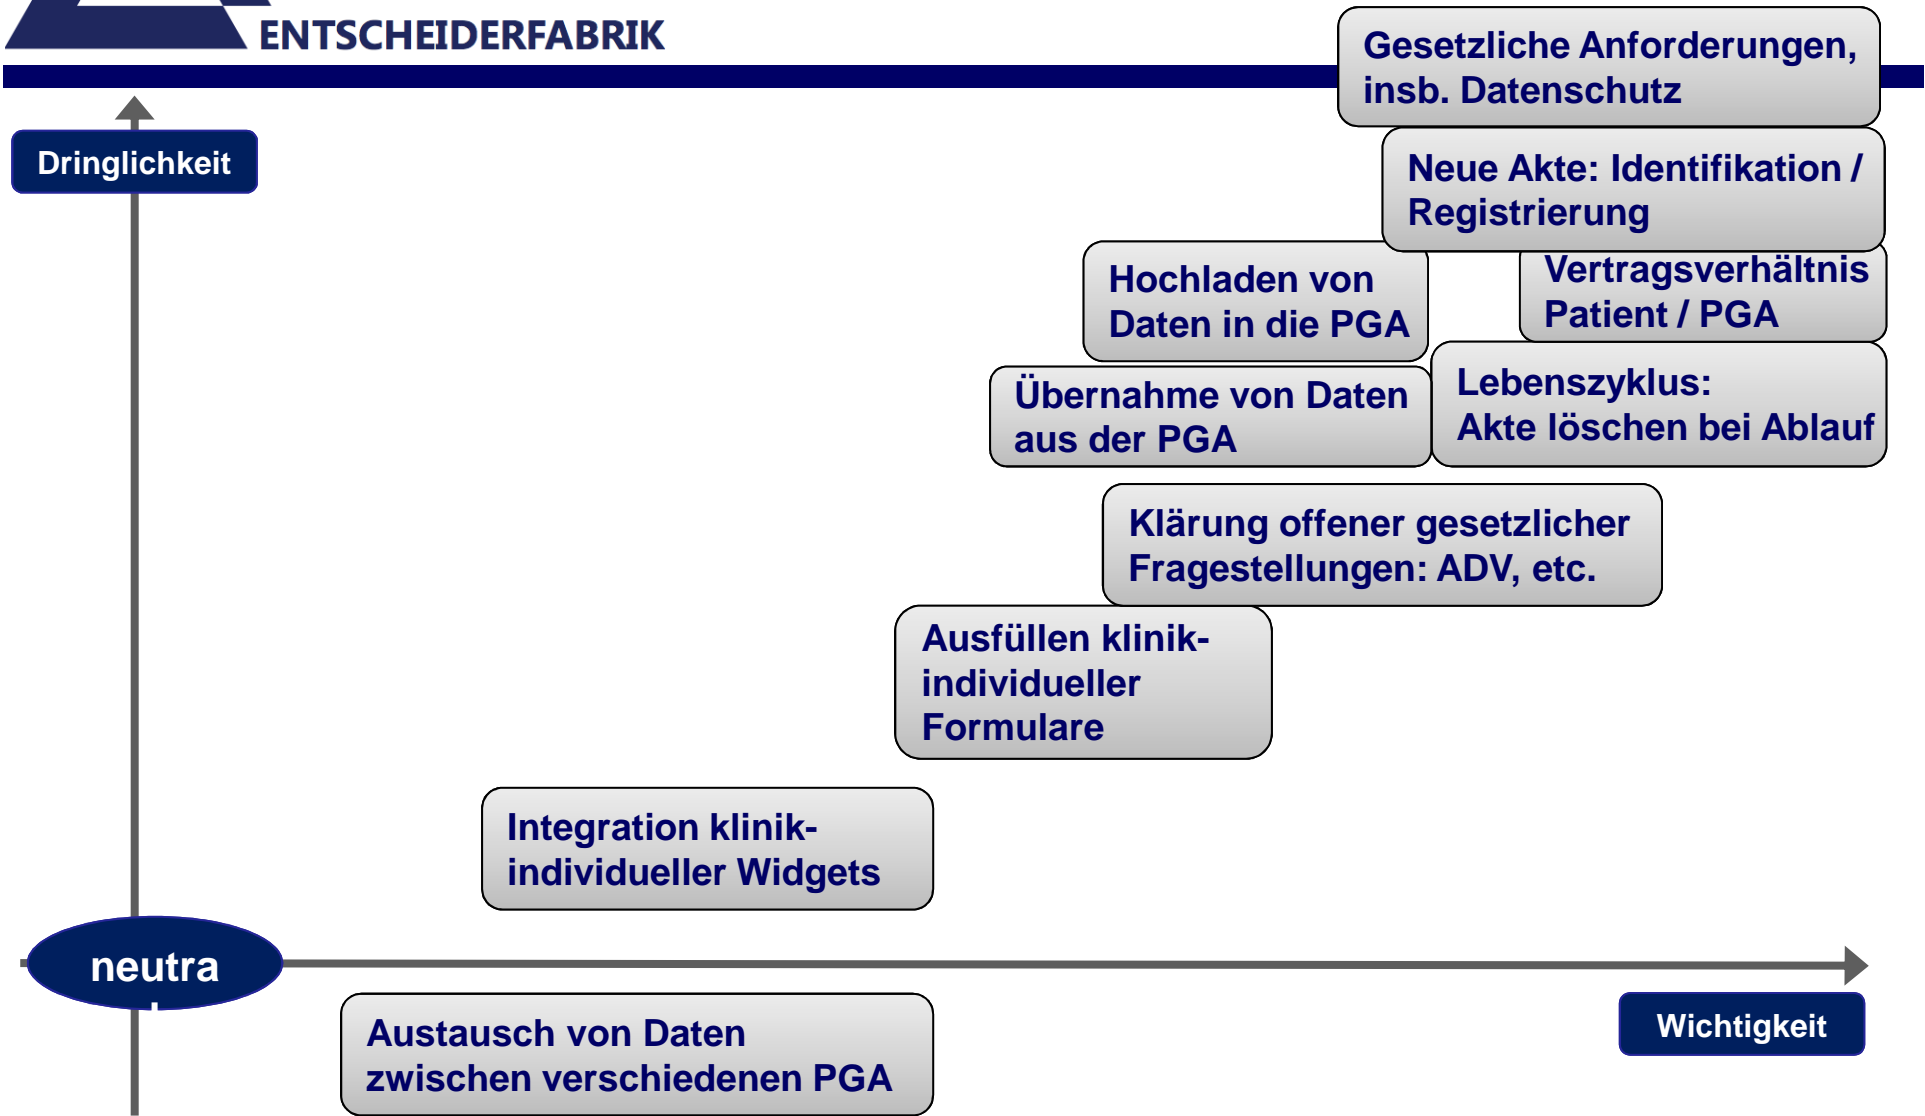 ENTSCHEIDERFABRIK
Gesetzliche Anforderungen,
insb. Datenschutz
Dringlichkeit
Neue Akte: Identifikation /
Registrierung
Hochladen von
Daten in die PGA
Vertragsverhältnis
Patient / PGA
Übernahme von Daten
aus der PGA
Lebenszyklus:
Akte löschen bei Ablauf
Klärung offener gesetzlicher
Fragestellungen: ADV, etc.
Ausfüllen klinik-
individueller
Formulare
Integration klinik-
individueller Widgets
neutra
l
Austausch von Daten
zwischen verschiedenen PGA
Wichtigkeit